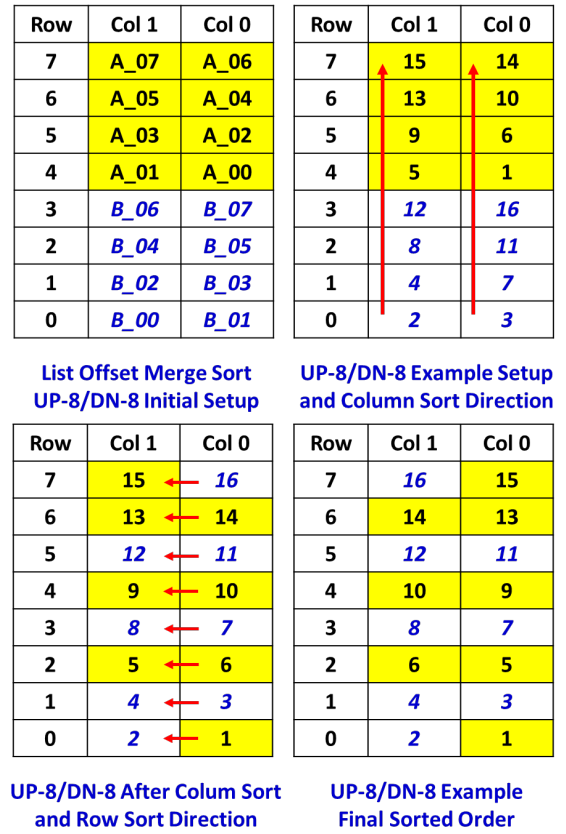 Row Col 1 Col 0
7 A_07 A_06
6 A_05 A_04
5 A_03 A_02
4 A_01 A_00
3 B_06 B_07
2 B_04 B_05
1 B_02 B_03
0 B_00 B_01
List Offset Merge Sort
UP-8/DN-8 Initial Setup
Row Col 1 Col 0
7 15 14
6 13 10
5 9 6
4 5 1
3 12 16
2 8 11
1 4 7
0 2 3
UP-8/DN-8 Example Setup
and Column Sort Direction
Row Col 1 Col 0
7 15 16
6 13 14
5 12 11
4 9 10
3 8 7
2 5 6
1 4 3
0 2 1
UP-8/DN-8 After Colum Sort
and Row Sort Direction
Row Col 1 Col 0
7 16 15
6 14 13
5 12 11
4 10 9
3 8 7
2 6 5
1 4 3
0 2 1
UP-8/DN-8 Example
Final Sorted Order